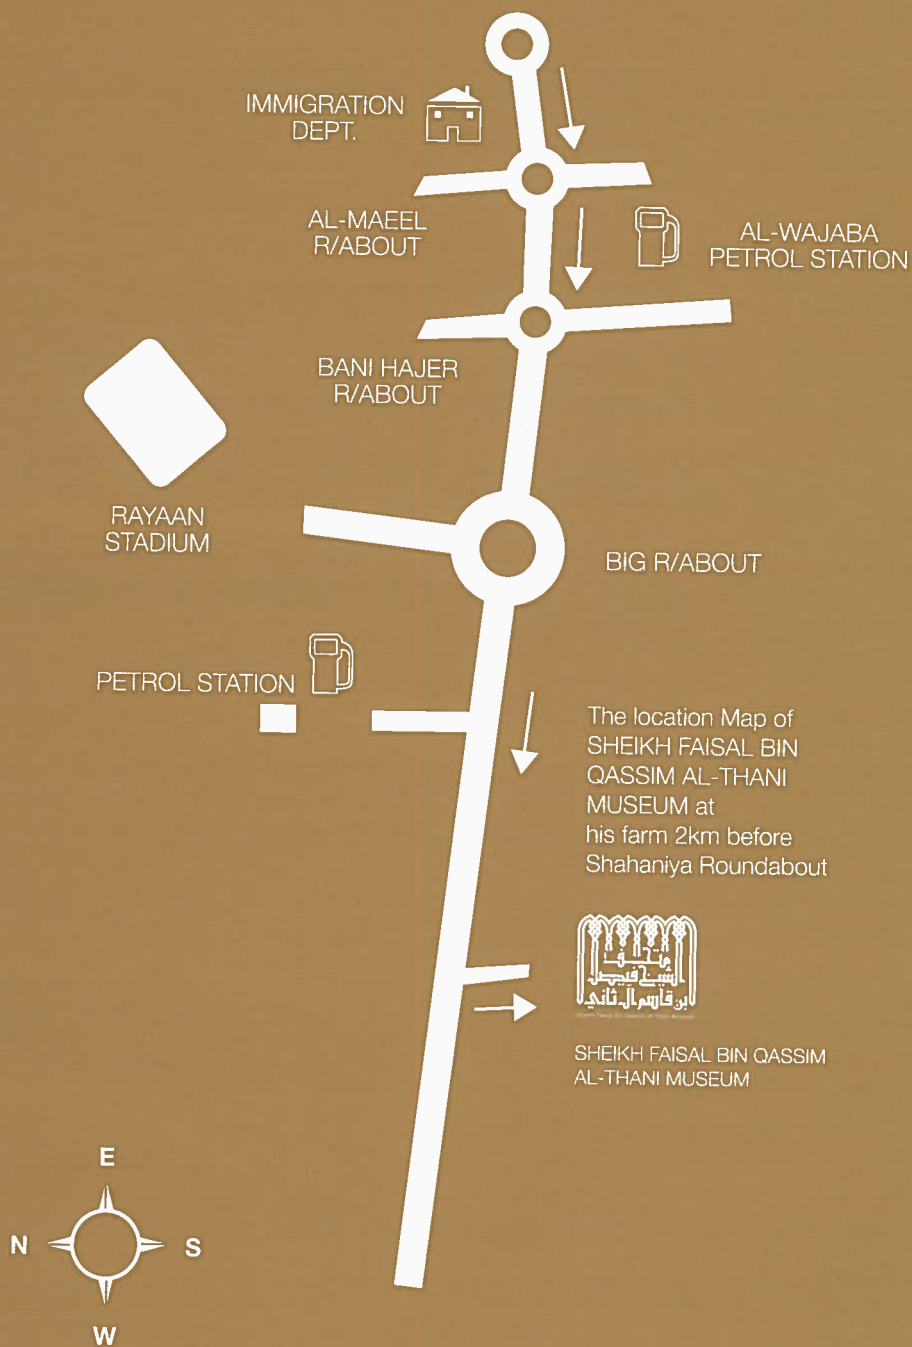 IMMIGRATION
DEPT.
AL-MAEEL
R/ABOUT
AL-WAJABA
PETROL STATION
BANI HAJER
R/ABOUT
RAYAAN
STADIUM
BIG R/ABOUT
PETROL STATION
The location Map of
SHEIKH FAISAL BIN
QASSIM AL-THANI
MUSEUM at
his farm 2km before
Shahaniya Roundabout
متحف
الشيخ فيصل
بن قاسم آل ثاني
SHEIKH FAISAL BIN QASSIM
AL-THANI MUSEUM
E
N S
W